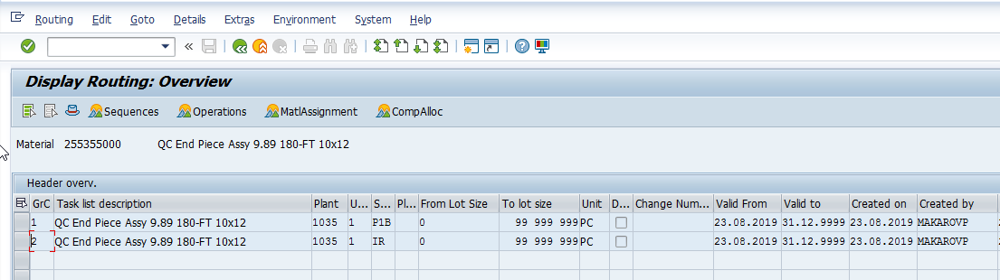 Routing Edit Goto Details Extras Environment System Help
Display Routing: Overview
Sequences Operations MatlAssignment CompAlloc
Material 255355000 QC End Piece Assy 9.89 180-FT 10x12
Header overv.
GrC Task list description Plant U... S... Pl... From Lot Size To lot size Unit D... Change Num... Valid From Valid to Created on Created by
1 QC End Piece Assy 9.89 180-FT 10x12 1035 1 P1B 0 99 999 999 PC 23.08.2019 31.12.9999 23.08.2019 MAKAROVP
2 QC End Piece Assy 9.89 180-FT 10x12 1035 1 IR 0 99 999 999 PC 23.08.2019 31.12.9999 23.08.2019 MAKAROVP